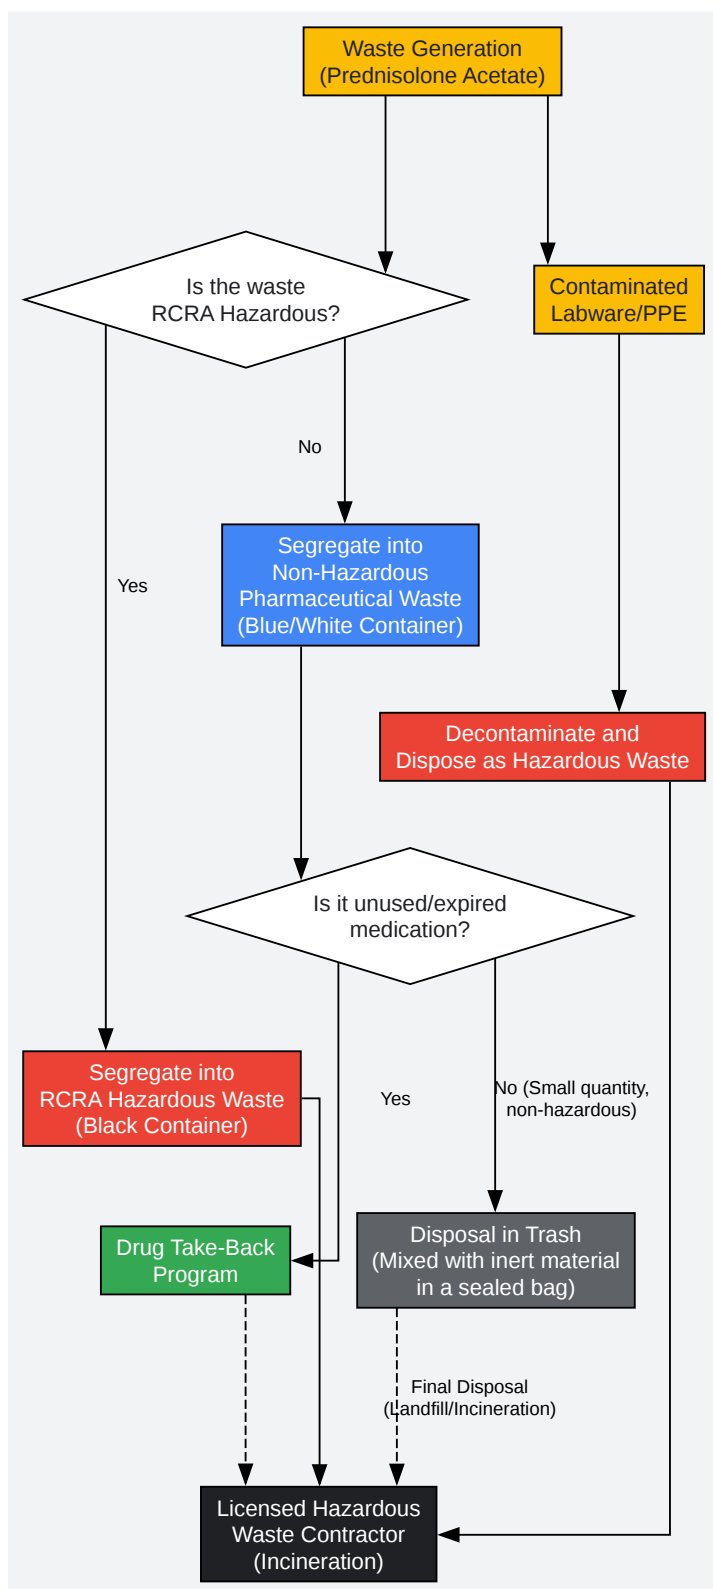 Waste Generation
(Prednisolone Acetate)
Is the waste
RCRA Hazardous?
Contaminated
Labware/PPE
No
Segregate into
Non-Hazardous
Pharmaceutical Waste
(Blue/White Container)
Yes
Decontaminate and
Dispose as Hazardous Waste
Is it unused/expired
medication?
Segregate into
RCRA Hazardous Waste
(Black Container)
Yes
No (Small quantity,
non-hazardous)
Drug Take-Back
Program
Disposal in Trash
(Mixed with inert material
in a sealed bag)
Final Disposal
(Landfill/Incineration)
Licensed Hazardous
Waste Contractor
(Incineration)